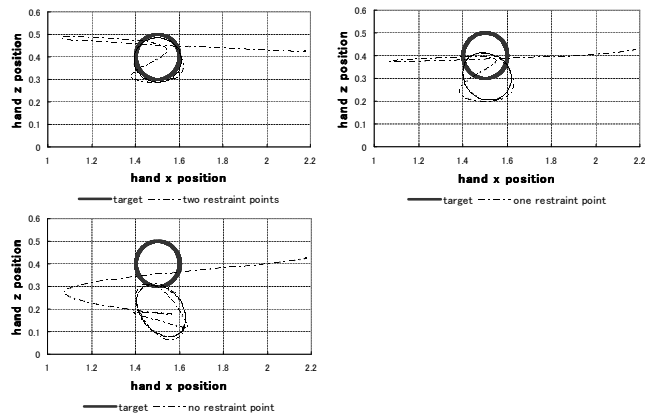 0.6
0.5
0.4
0.3
0.2
0.1
0
hand z position
1 1.2 1.4 1.6 1.8 2 2.2
hand x position
target two restraint points
0.6
0.5
0.4
0.3
0.2
0.1
0
hand z position
1 1.2 1.4 1.6 1.8 2 2.2
hand x position
target one restraint point
0.6
0.5
0.4
0.3
0.2
0.1
0
hand z position
1 1.2 1.4 1.6 1.8 2 2.2
hand x position
target no restraint point